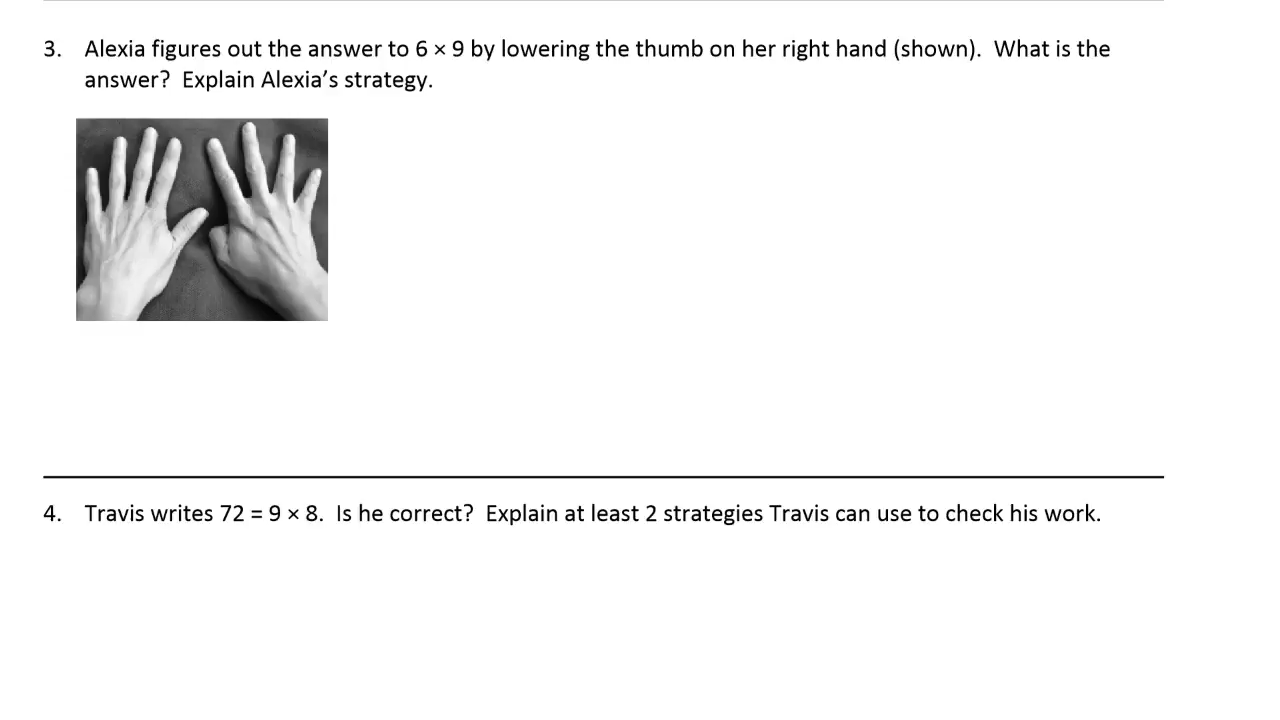 3. Alexia figures out the answer to 6 × 9 by lowering the thumb on her right hand (shown). What is the
answer? Explain Alexia’s strategy.
4. Travis writes 72 = 9 × 8. Is he correct? Explain at least 2 strategies Travis can use to check his work.